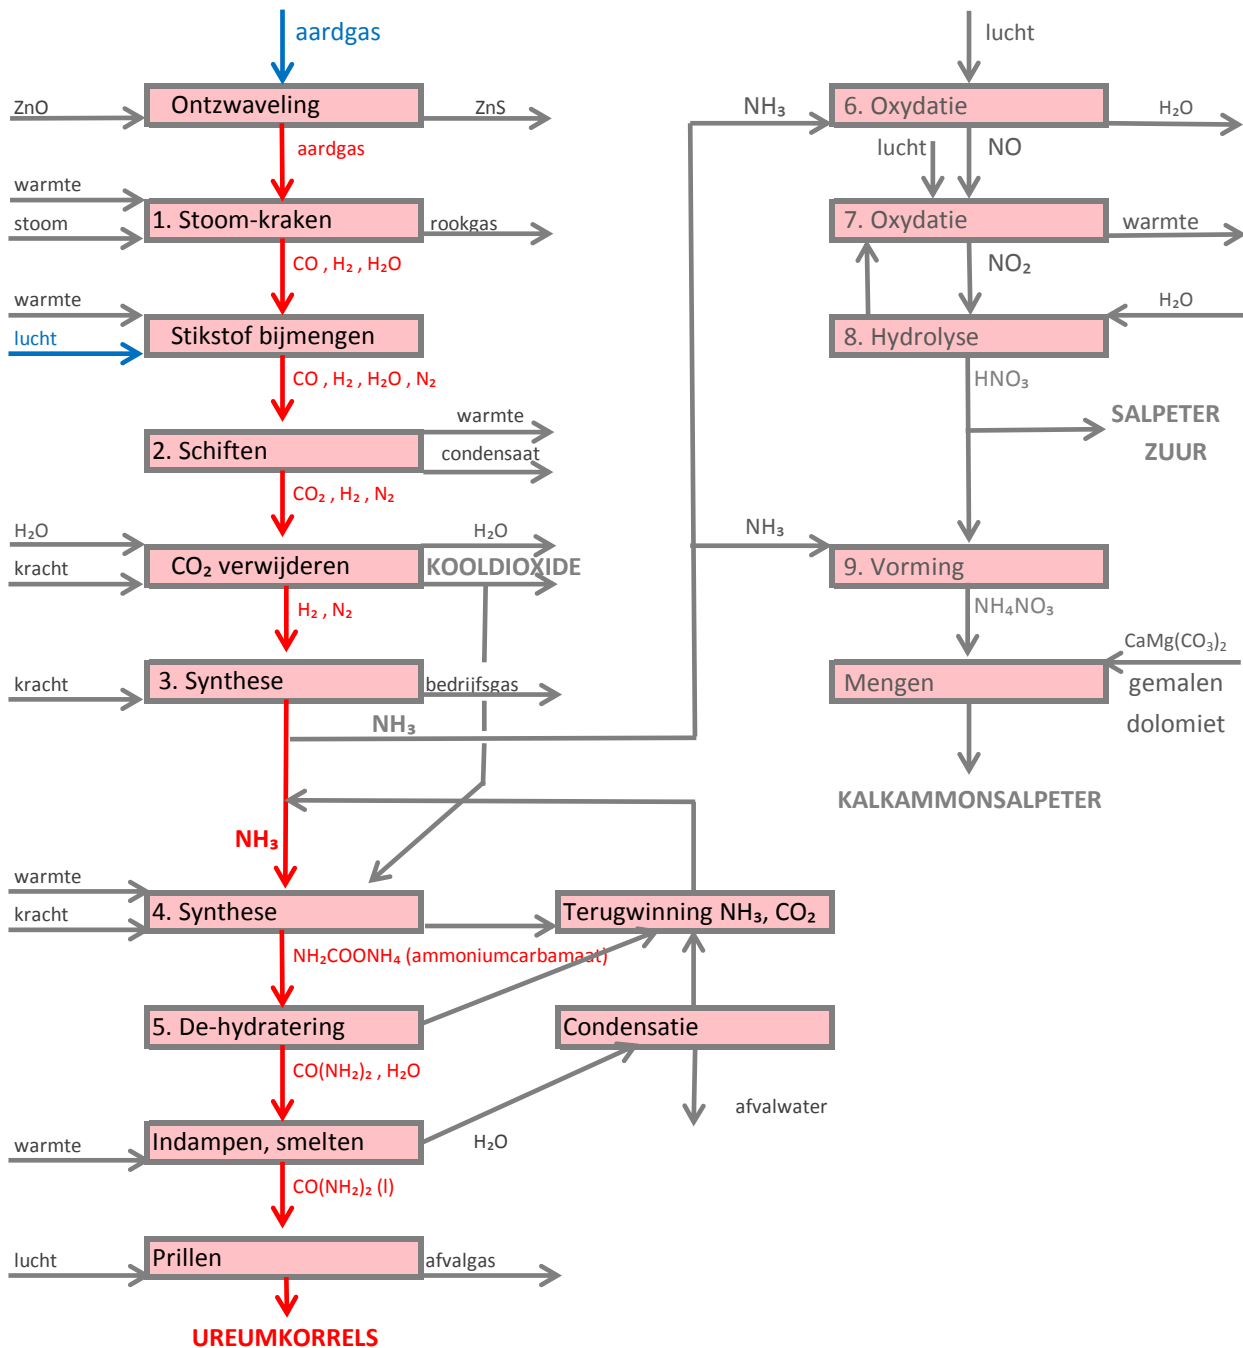 aardgas
ZnO
Ontzwaveling
ZnS
aardgas
warmte
stoom
1. Stoom-kraken
rookgas
CO , H₂ , H₂O
warmte
lucht
Stikstof bijmengen
CO , H₂ , H₂O , N₂
2. Schiften
warmte
condensaat
CO₂ , H₂ , N₂
H₂O
kracht
CO₂ verwijderen
H₂O
KOOLDIOXIDE
H₂ , N₂
kracht
3. Synthese
bedrijfsgas
NH₃
NH₃
warmte
kracht
4. Synthese
Terugwinning NH₃, CO₂
NH₂COONH₄ (ammoniumcarbamaat)
5. De-hydratering
Condensatie
CO(NH₂)₂ , H₂O
afvalwater
warmte
Indampen, smelten
H₂O
CO(NH₂)₂ (l)
lucht
Prillen
afvalgas
UREUMKORRELS
lucht
NH₃
6. Oxydatie
H₂O
lucht
NO
7. Oxydatie
warmte
NO₂
H₂O
8. Hydrolyse
HNO₃
SALPETER
ZUUR
NH₃
9. Vorming
NH₄NO₃
CaMg(CO₃)₂
Mengen
gemalen
dolomiet
KALKAMMONSALPETER